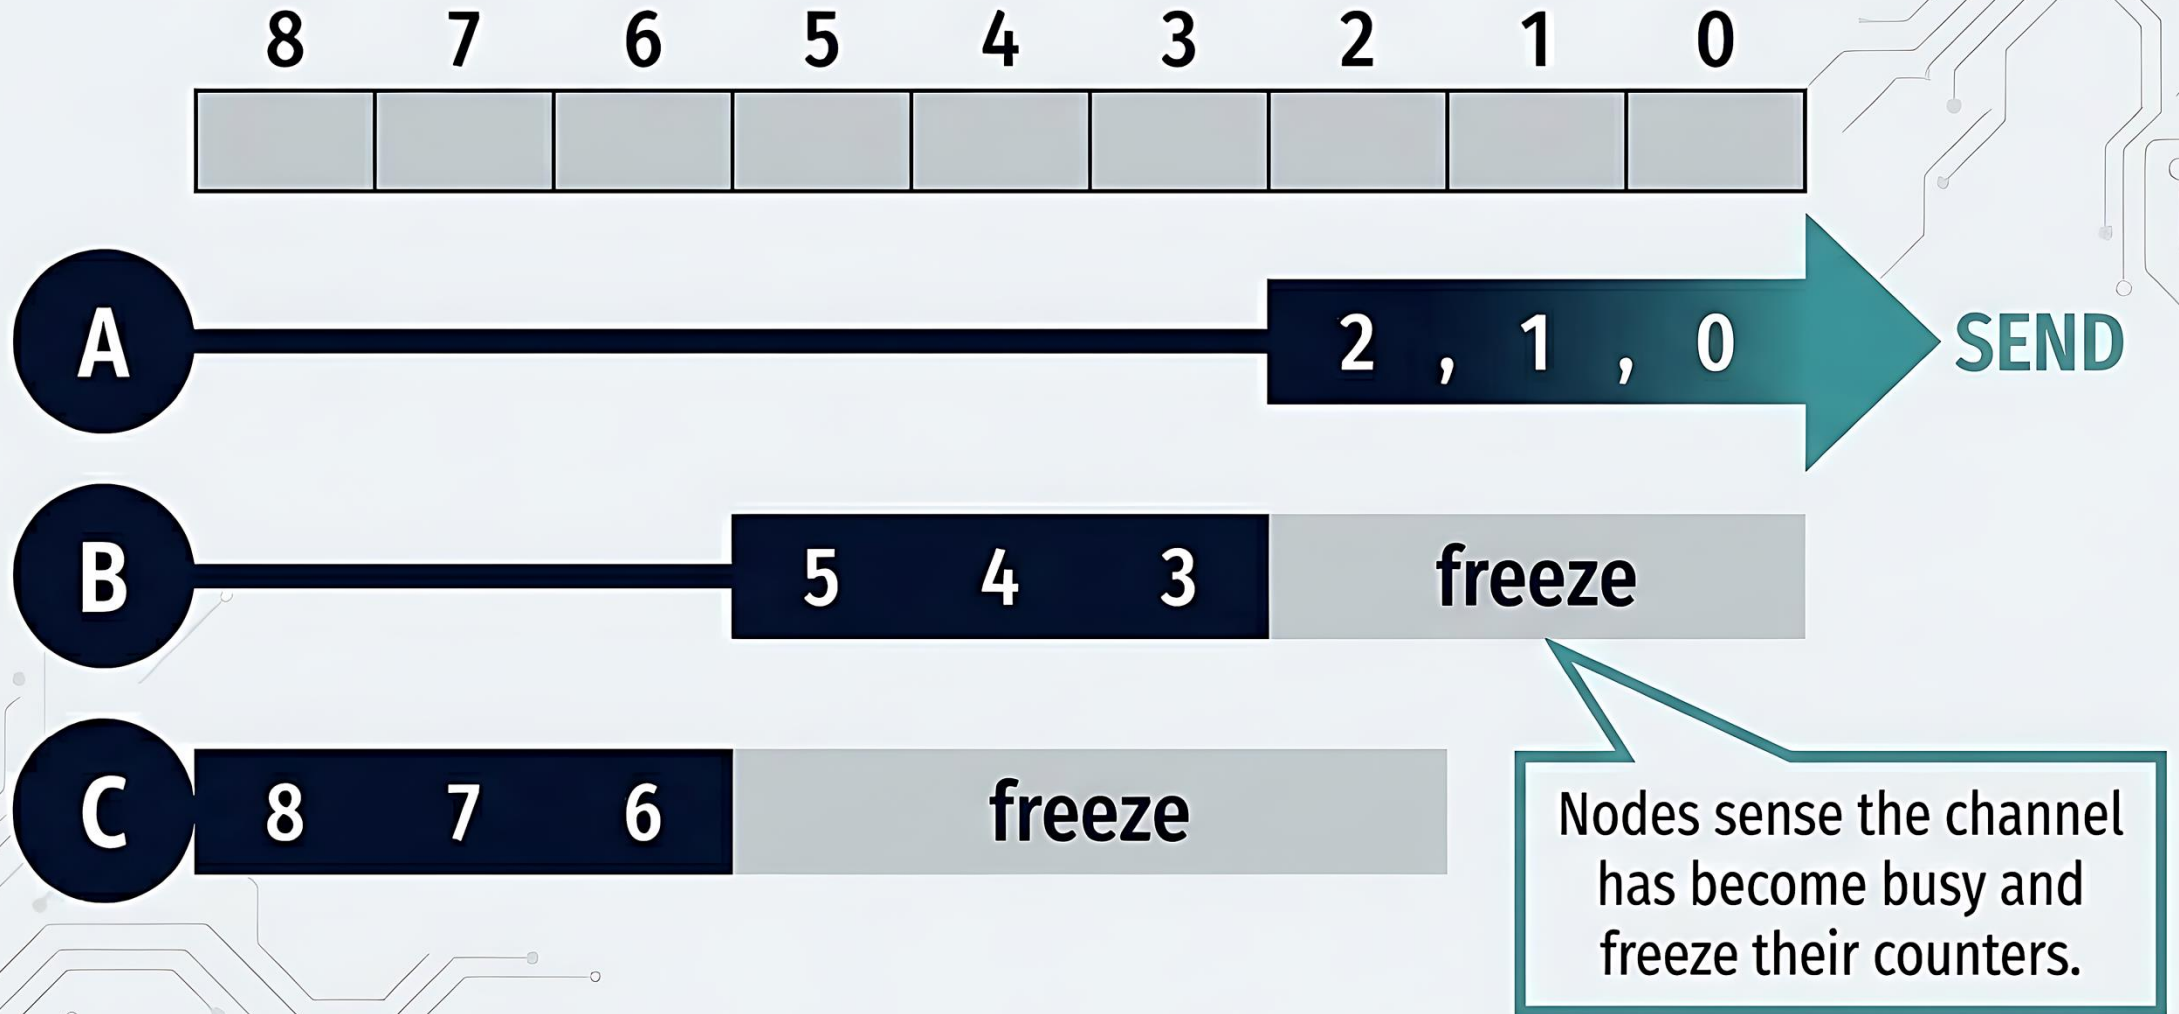 8 7 6 5 4 3 2 1 0
A 2 , 1 , 0 SEND
B 5 4 3 freeze
C 8 7 6 freeze
Nodes sense the channel
has become busy and
freeze their counters.